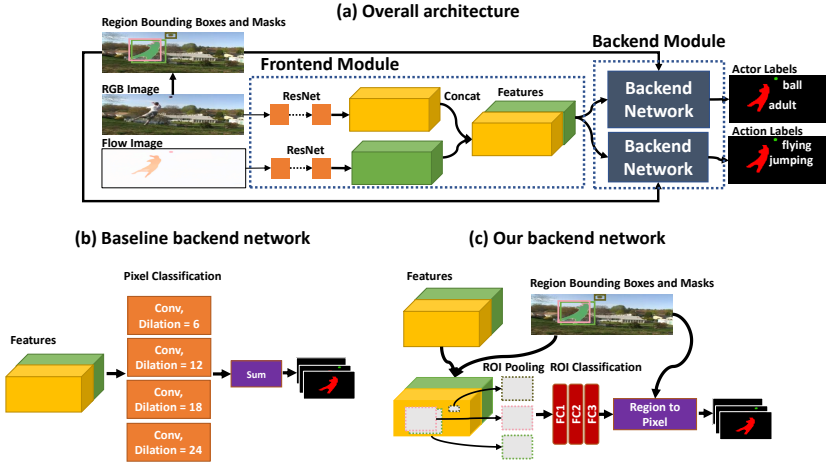 (a) Overall architecture
Region Bounding Boxes and Masks
Backend Module
Frontend Module
RGB Image
ResNet
Concat
Features
Backend
Network
Actor Labels
ball
adult
Flow Image
ResNet
Backend
Network
Action Labels
flying
jumping
(b) Baseline backend network
Pixel Classification
Features
Conv,
Dilation = 6
Conv,
Dilation = 12
Conv,
Dilation = 18
Conv,
Dilation = 24
Sum
(c) Our backend network
Features
Region Bounding Boxes and Masks
ROI Pooling
ROI Classification
FC1
FC2
FC3
Region to
Pixel